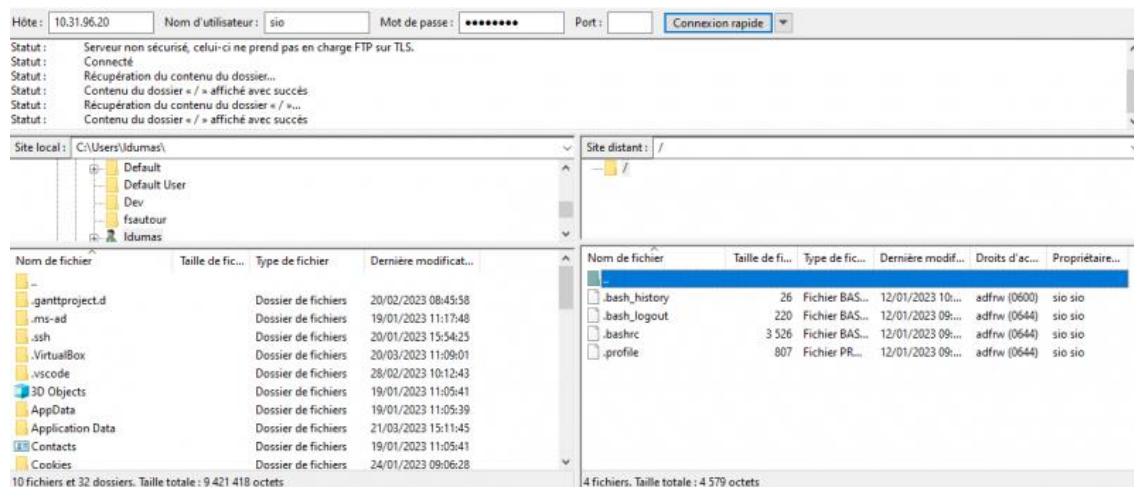 Hôte : 10.31.96.20 Nom d'utilisateur : sio Mot de passe : ●●●●●●●● Port : Connexion rapide
Statut : Serveur non sécurisé, celui-ci ne prend pas en charge FTP sur TLS.
Statut : Connecté
Statut : Récupération du contenu du dossier...
Statut : Contenu du dossier « / » affiché avec succès
Statut : Récupération du contenu du dossier « / »...
Statut : Contenu du dossier « / » affiché avec succès
Site local : C:\Users\ldumas\
Default
Default User
Dev
fsautour
ldumas
Nom de fichier Taille de fic... Type de fichier Dernière modificat...
..
.ganttproject.d Dossier de fichiers 20/02/2023 08:45:58
.ms-ad Dossier de fichiers 19/01/2023 11:17:48
.ssh Dossier de fichiers 20/01/2023 15:54:25
.VirtualBox Dossier de fichiers 20/03/2023 11:09:01
.vscode Dossier de fichiers 28/02/2023 10:12:43
3D Objects Dossier de fichiers 19/01/2023 11:05:41
AppData Dossier de fichiers 19/01/2023 11:05:39
Application Data Dossier de fichiers 21/03/2023 15:11:45
Contacts Dossier de fichiers 19/01/2023 11:05:41
Cookies Dossier de fichiers 24/01/2023 09:06:28
10 fichiers et 32 dossiers. Taille totale : 9 421 418 octets
Site distant : /
/
Nom de fichier Taille de fi... Type de fic... Dernière modif... Droits d'ac... Propriétaire...
..
.bash_history 26 Fichier BAS... 12/01/2023 10:... adfrw (0600) sio sio
.bash_logout 220 Fichier BAS... 12/01/2023 09:... adfrw (0644) sio sio
.bashrc 3 526 Fichier BAS... 12/01/2023 09:... adfrw (0644) sio sio
.profile 807 Fichier PR... 12/01/2023 09:... adfrw (0644) sio sio
4 fichiers. Taille totale : 4 579 octets